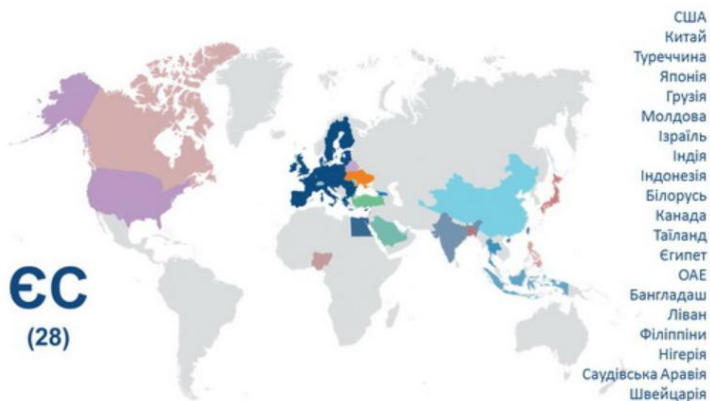 США
Китай
Туреччина
Японія
Грузія
Молдова
Ізраїль
Індія
Індонезія
Білорусь
Канада
Таїланд
Єгипет
ОАЕ
Бангладаш
Ліван
Філіппіни
Нігерія
Саудівська Аравія
Швейцарія
ЄС
(28)